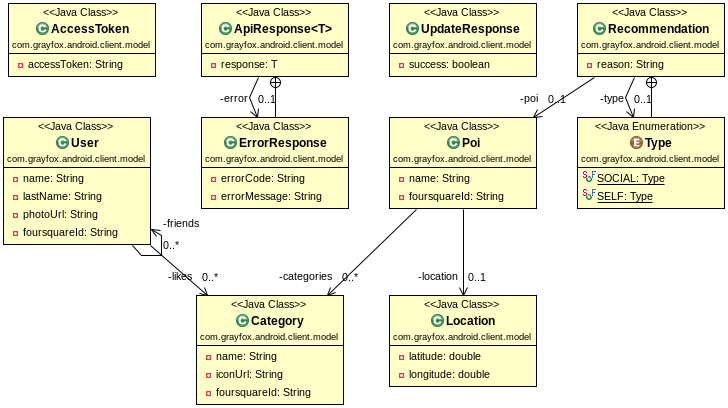 <<Java Class>>
AccessToken
com.grayfox.android.client.model
accessToken: String
<<Java Class>>
ApiResponse<T>
com.grayfox.android.client.model
response: T
<<Java Class>>
UpdateResponse
com.grayfox.android.client.model
success: boolean
<<Java Class>>
Recommendation
com.grayfox.android.client.model
reason: String
-error
0..1
-poi
0..1
-type
0..1
<<Java Class>>
User
com.grayfox.android.client.model
name: String
lastName: String
photoUrl: String
foursquareId: String
<<Java Class>>
ErrorResponse
com.grayfox.android.client.model
errorCode: String
errorMessage: String
<<Java Class>>
Poi
com.grayfox.android.client.model
name: String
foursquareId: String
<<Java Enumeration>>
Type
com.grayfox.android.client.model
SOCIAL: Type
SELF: Type
-friends
0..*
-likes
0..*
-categories
0..*
-location
0..1
<<Java Class>>
Category
com.grayfox.android.client.model
name: String
iconUrl: String
foursquareId: String
<<Java Class>>
Location
com.grayfox.android.client.model
latitude: double
longitude: double